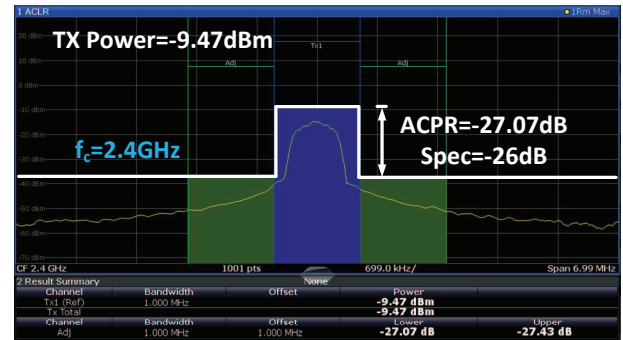 1 ACLR
1Rm Max
20 dBm
TX Power=-9.47dBm
Tx1
10 dBm
Adj
Adj
0 dBm
-10 dBm
ACPR=-27.07dB
-20 dBm
fc=2.4GHz
Spec=-26dB
-30 dBm
-40 dBm
-50 dBm
-60 dBm
-70 dBm
CF 2.4 GHz 1001 pts 699.0 kHz/ Span 6.99 MHz
2 Result Summary None
Channel Bandwidth Offset Power
Tx1 (Ref) 1.000 MHz -9.47 dBm
Tx Total -9.47 dBm
Channel Bandwidth Offset Lower Upper
Adj 1.000 MHz 1.000 MHz -27.07 dB -27.43 dB